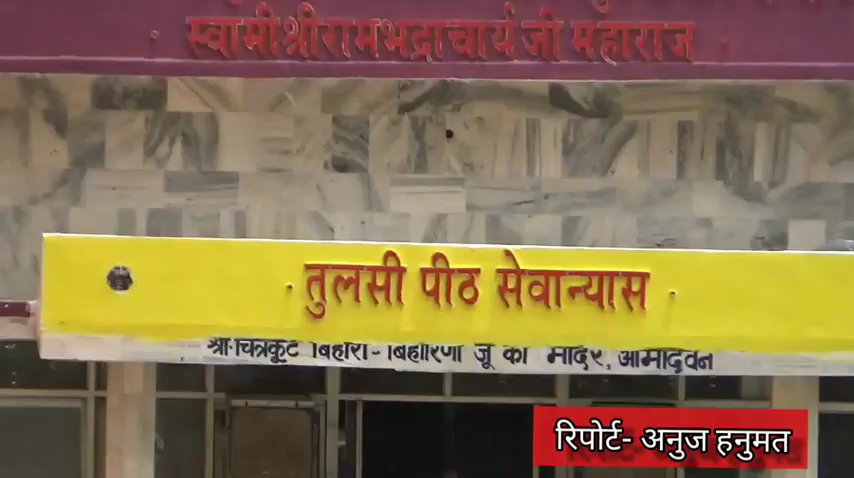 स्वामी श्रीरामभद्राचार्य जी महाराज
तुलसी पीठ सेवान्यास
श्री चित्रकूट बिहारी - बिहारिणी जू का मंदिर, आमोदवन
रिपोर्ट- अनुज हनुमत